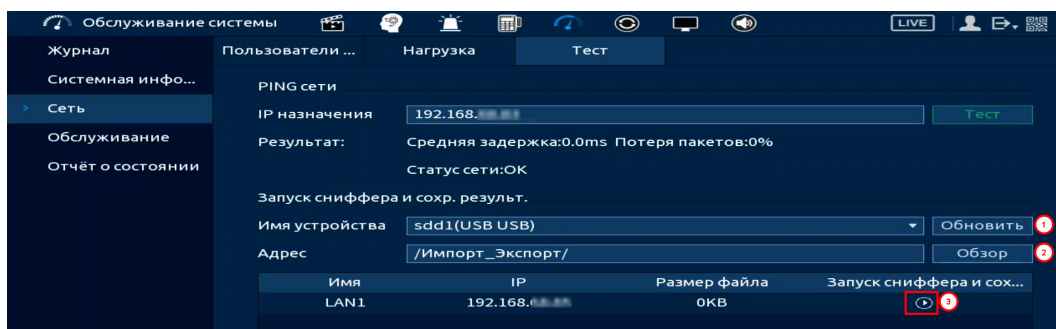 Обслуживание системы LIVE
Журнал
Системная инфо...
Сеть
Обслуживание
Отчёт о состоянии
Пользователи ... Нагрузка Тест
PING сети
IP назначения 192.168. Тест
Результат: Средняя задержка:0.0ms Потеря пакетов:0%
Статус сети:OK
Запуск сниффера и сохр. результ.
Имя устройства sdd1(USB USB) Обновить 1
Адрес /Импорт_Экспорт/ Обзор 2
Имя IP Размер файла Запуск сниффера и сох...
LAN1 192.168. 0KB 3